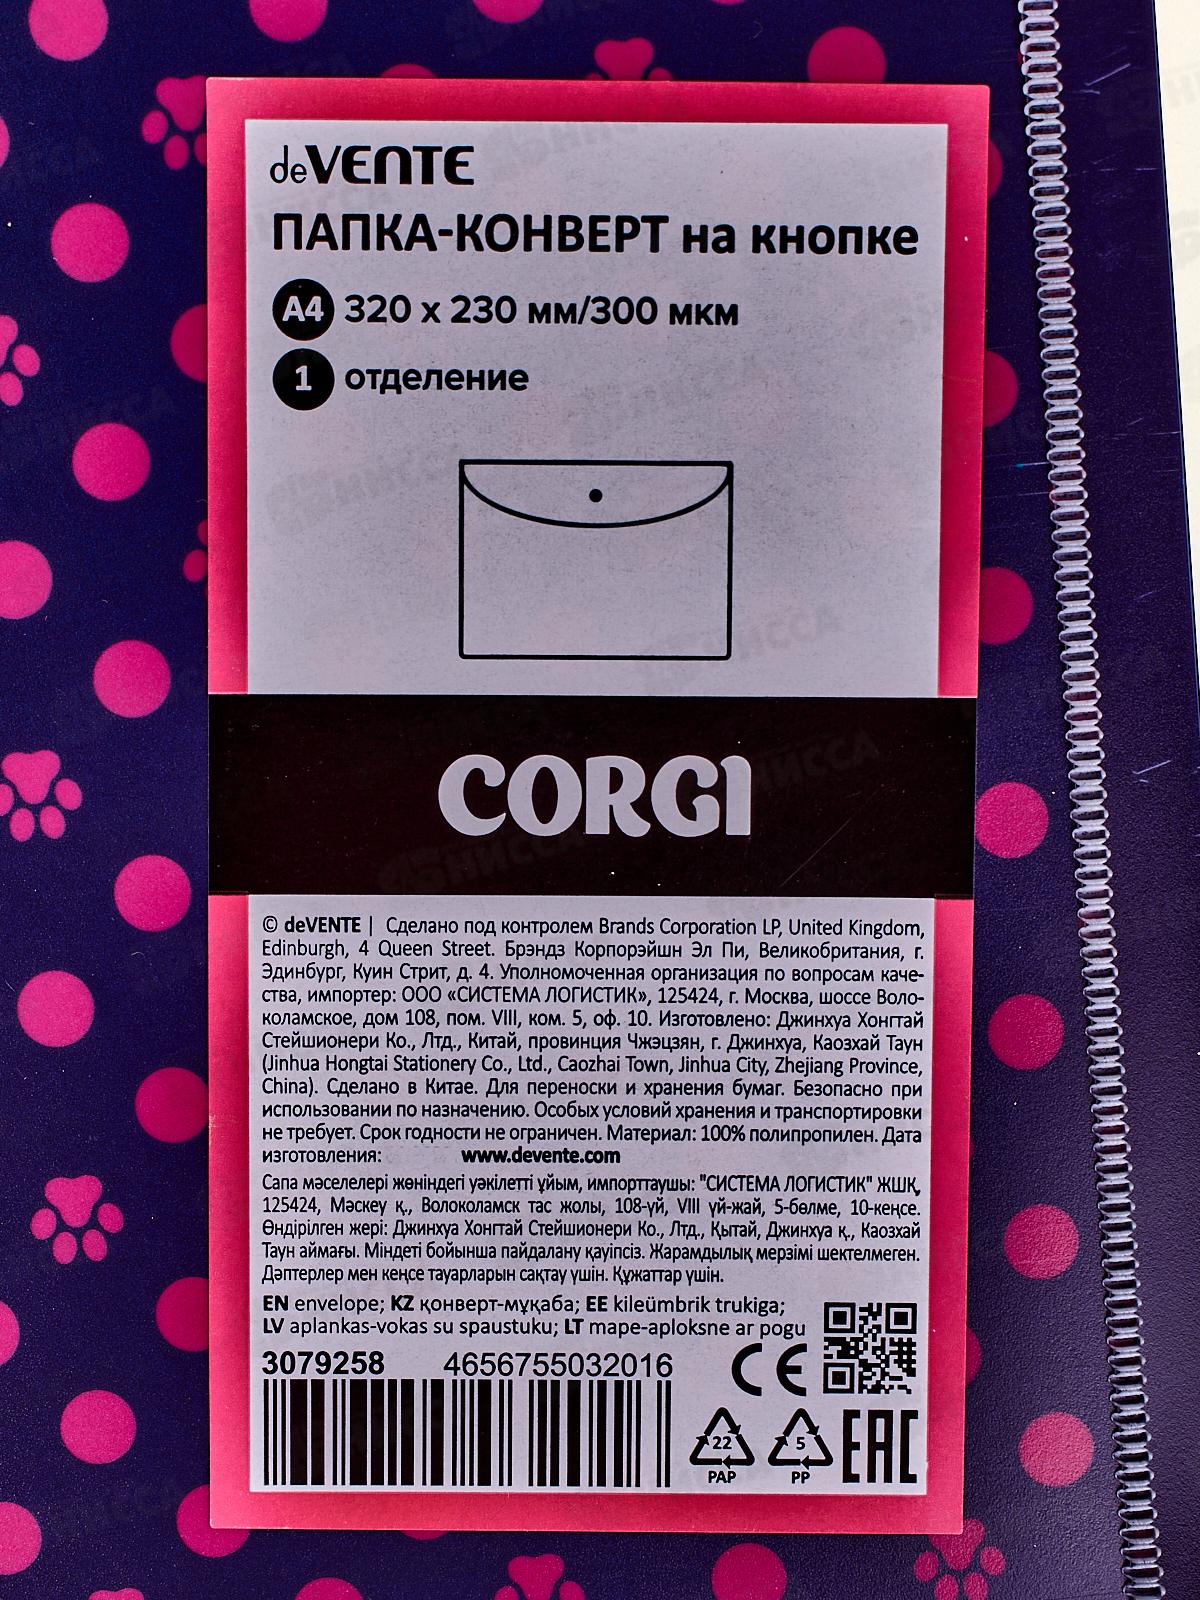 deVENTE
ПАПКА-КОНВЕРТ на кнопке
A4 320 x 230 мм/300 мкм
1 отделение
CORGI
© deVENTE | Сделано под контролем Brands Corporation LP, United Kingdom,
Edinburgh, 4 Queen Street. Брэндз Корпорэйшн Эл Пи, Великобритания, г.
Эдинбург, Куин Стрит, д. 4. Уполномоченная организация по вопросам каче-
ства, импортер: ООО «СИСТЕМА ЛОГИСТИК», 125424, г. Москва, шоссе Воло-
коламское, дом 108, пом. VIII, ком. 5, оф. 10. Изготовлено: Джинхуа Хонгтай
Стейшионери Ко., Лтд., Китай, провинция Чжэцзян, г. Джинхуа, Каозхай Таун
(Jinhua Hongtai Stationery Co., Ltd., Caozhai Town, Jinhua City, Zhejiang Province,
China). Сделано в Китае. Для переноски и хранения бумаг. Безопасно при
использовании по назначению. Особых условий хранения и транспортировки
не требует. Срок годности не ограничен. Материал: 100% полипропилен. Дата
изготовления: www.devente.com
Сапа мәселелері жөніндегі уәкілетті ұйым, импорттаушы: "СИСТЕМА ЛОГИСТИК" ЖШҚ,
125424, Мәскеу қ., Волоколамск тас жолы, 108-үй, VIII үй-жай, 5-бөлме, 10-кеңсе.
Өндірілген жері: Джинхуа Хонгтай Стейшионери Ко., Лтд., Қытай, Джинхуа қ., Каозхай
Таун аймағы. Міндеті бойынша пайдалану қауіпсіз. Жарамдылық мерзімі шектелмеген.
Дәптерлер мен кеңсе тауарларын сақтау үшін. Құжаттар үшін.
EN envelope; KZ қонверт-мұқаба; EE kileümbrik trukiga;
LV aplankas-vokas su spaustuku; LT mape-aploksne ar pogu
3079258 4656755032016
CE
22 5 EAC
PAP PP